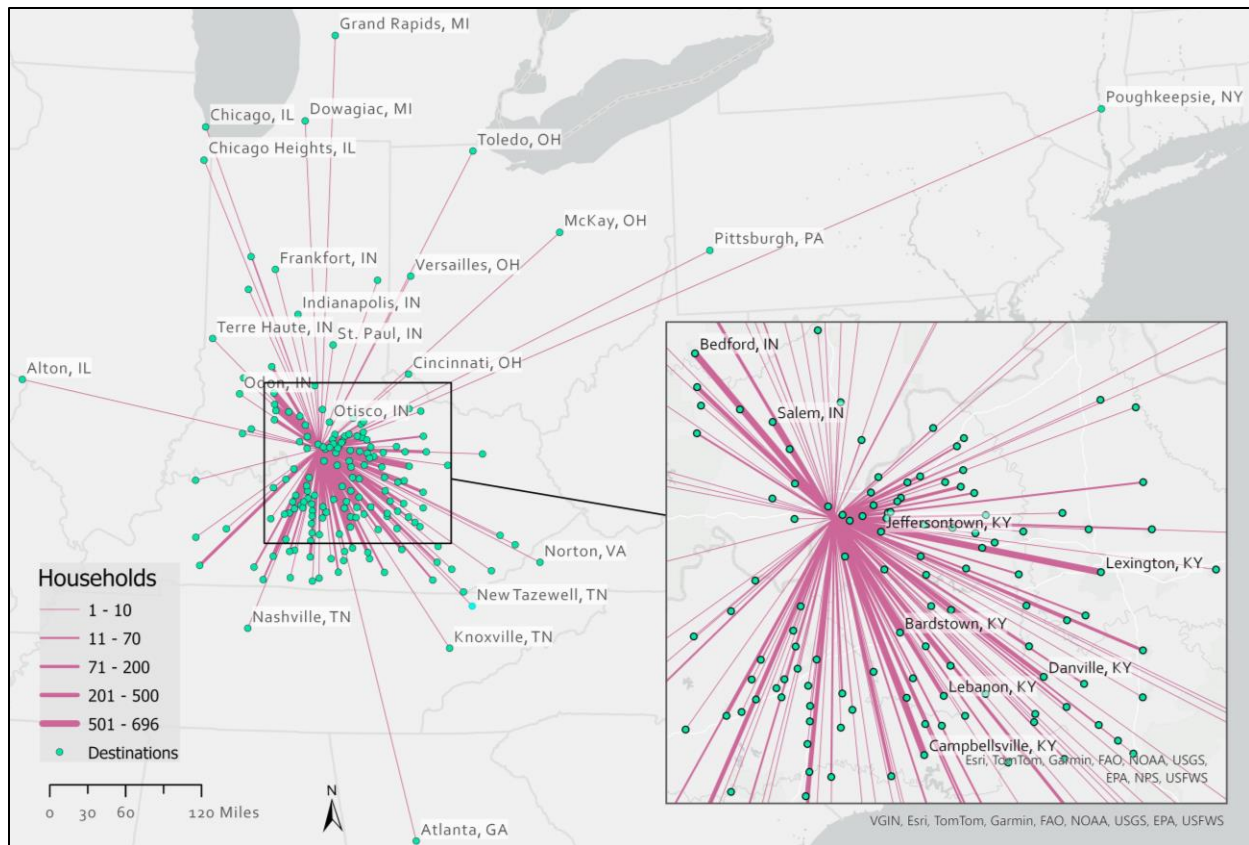 Grand Rapids, MI
Chicago, IL
Dowagiac, MI
Poughkeepsie, NY
Chicago Heights, IL
Toledo, OH
McKay, OH
Pittsburgh, PA
Frankfort, IN
Versailles, OH
Indianapolis, IN
Terre Haute, IN
St. Paul, IN
Alton, IL
Cincinnati, OH
Odon, IN
Otisco, IN
Norton, VA
New Tazewell, TN
Nashville, TN
Knoxville, TN
Atlanta, GA
Bedford, IN
Salem, IN
Jeffersontown, KY
Lexington, KY
Bardstown, KY
Danville, KY
Lebanon, KY
Campbellsville, KY
Esri, TomTom, Garmin, FAO, NOAA, USGS,
EPA, NPS, USFWS
Households
1 - 10
11 - 70
71 - 200
201 - 500
501 - 696
Destinations
0 30 60 120 Miles
N
VGIN, Esri, TomTom, Garmin, FAO, NOAA, USGS, EPA, USFWS